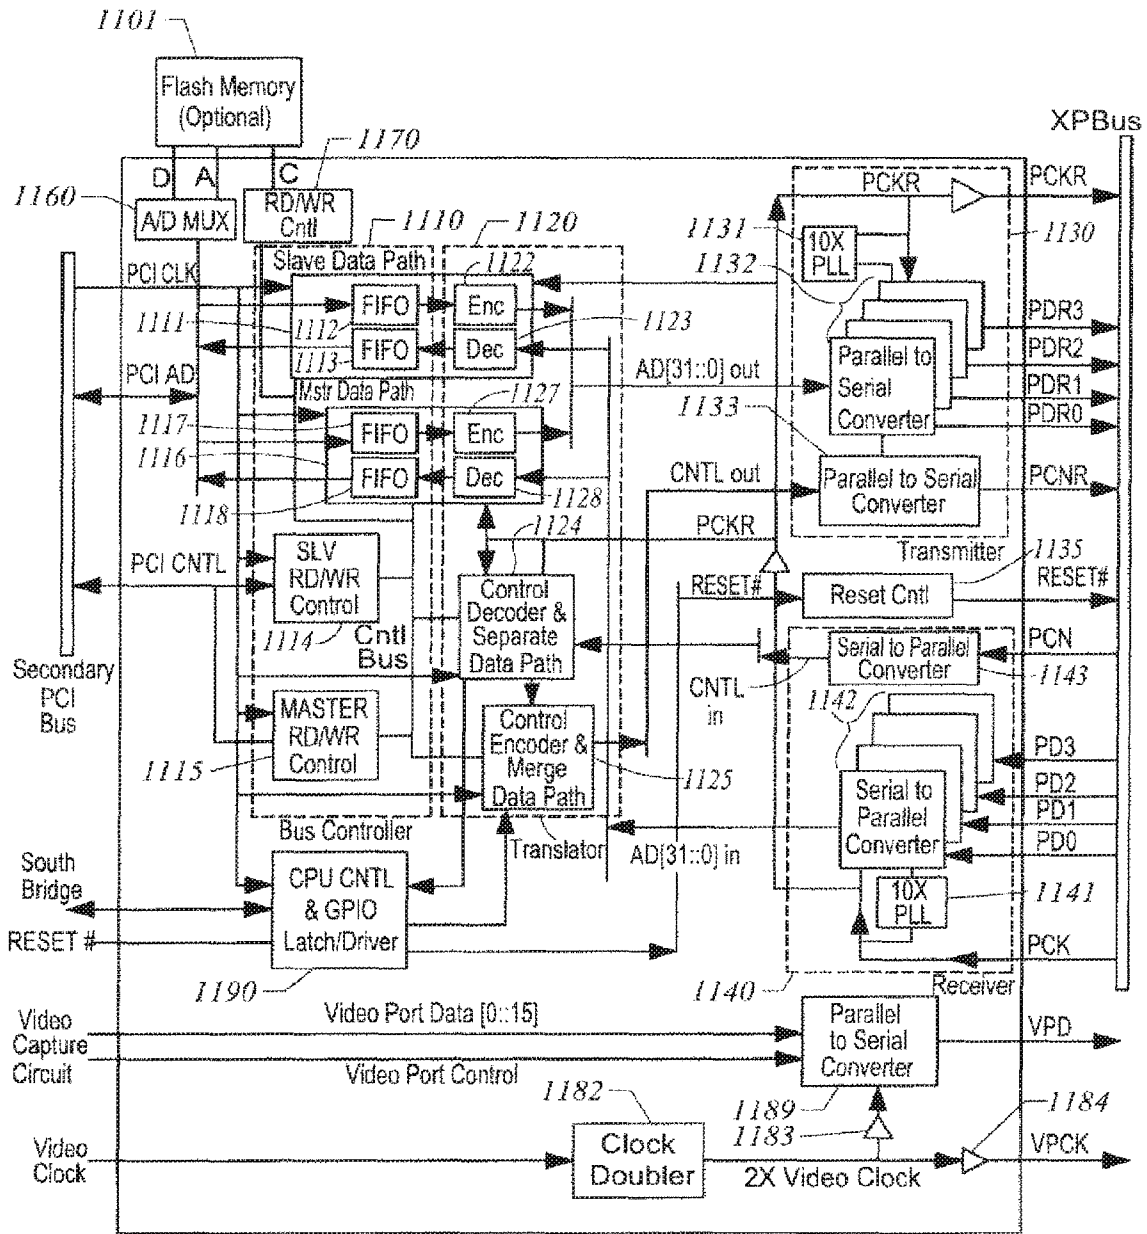 1101
Flash Memory
(Optional)
1170
XPBus
D
A
C
1160
A/D MUX
RD/WR
Cntl
1110
1120
PCKR
PCKR
1131
10X
PLL
1130
1132
Slave Data Path
1122
PCI CLK
FIFO
Enc
1111
1112
1123
1113
FIFO
Dec
PDR3
PDR2
PDR1
PDR0
Parallel to
Serial
Converter
AD[31::0] out
PCI AD
Mstr Data Path
1127
1133
1117
FIFO
Enc
1116
FIFO
Dec
1118
1128
CNTL out
Parallel to Serial
Converter
PCNR
1124
PCKR
Transmitter
1135
PCI CNTL
SLV
RD/WR
Control
1114
Control
Decoder &
Separate
Data Path
RESET#
Reset Cntl
RESET#
Cntl
Bus
Secondary
PCI
Bus
Serial to Parallel
Converter
PCN
1143
CNTL
in
1142
MASTER
RD/WR
Control
1115
Control
Encoder &
Merge
Data Path
1125
PD3
PD2
PD1
PD0
Serial to
Parallel
Converter
Bus Controller
Translator
AD[31::0] in
South
Bridge
CPU CNTL
& GPIO
Latch/Driver
10X
PLL
1141
RESET #
PCK
1190
1140
Receiver
Video
Capture
Circuit
Video Port Data [0::15]
Video Port Control
Parallel
to Serial
Converter
VPD
1182
1189
1183
1184
Video
Clock
Clock
Doubler
2X Video Clock
VPCK